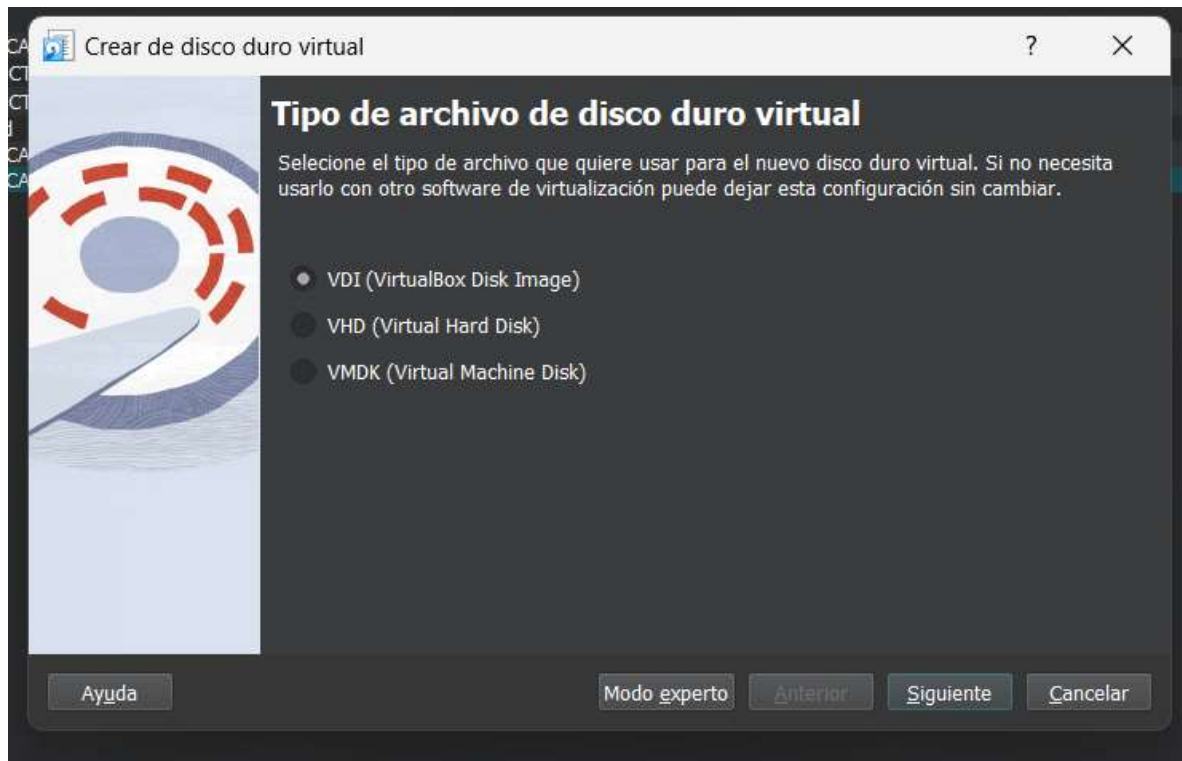 Crear de disco duro virtual
?
Tipo de archivo de disco duro virtual
Seleccione el tipo de archivo que quiere usar para el nuevo disco duro virtual. Si no necesita
usarlo con otro software de virtualización puede dejar esta configuración sin cambiar.
VDI (VirtualBox Disk Image)
VHD (Virtual Hard Disk)
VMDK (Virtual Machine Disk)
Ayuda
Modo experto
Anterior
Siguiente
Cancelar